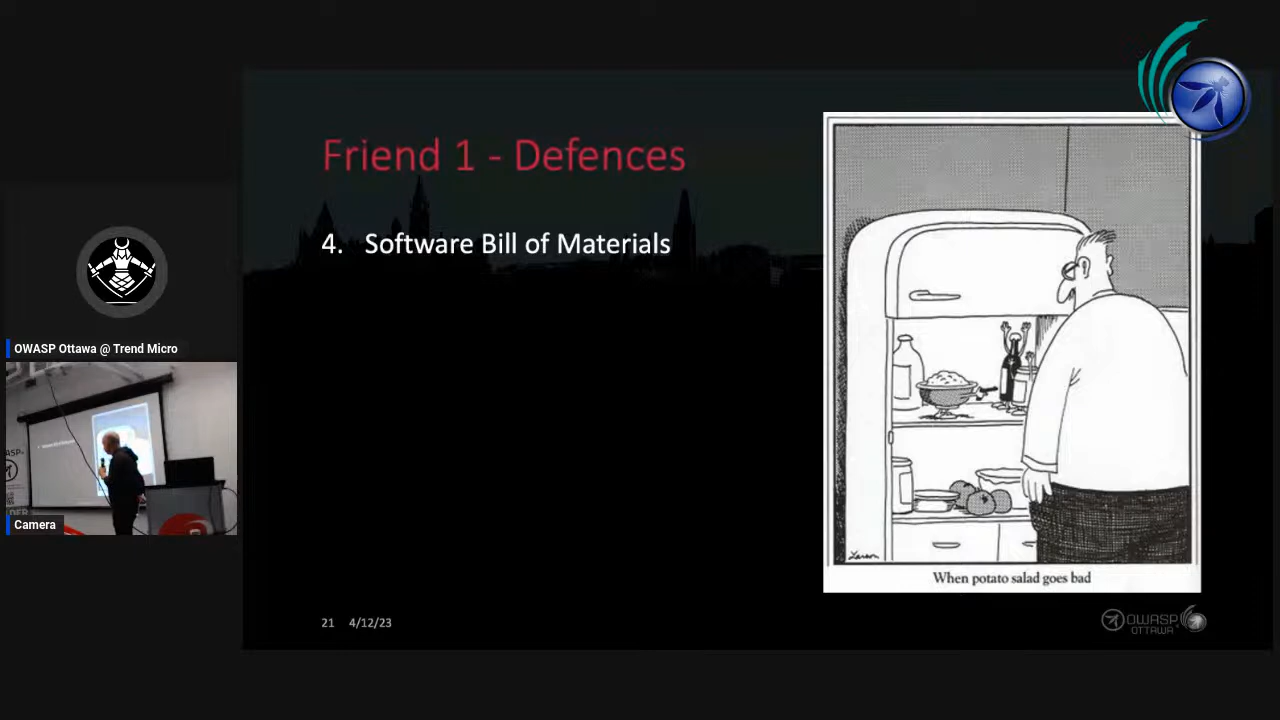 Friend 1 - Defences
4. Software Bill of Materials
OWASP Ottawa @ Trend Micro
Camera
Larson
When potato salad goes bad
21 4/12/23
OWASP
OTTAWA